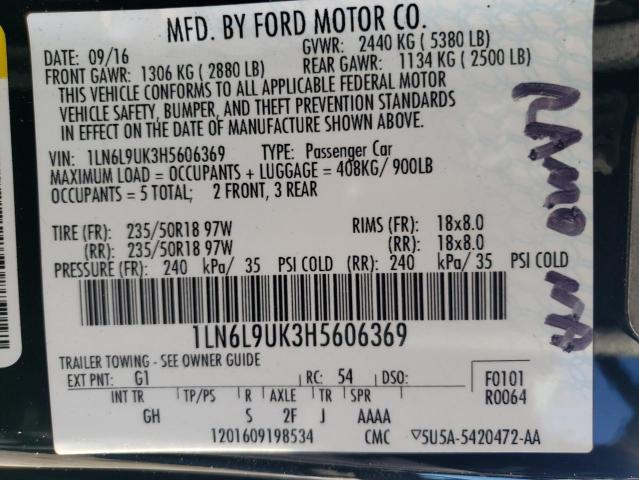 MFD. BY FORD MOTOR CO.
DATE: 09/16 GVWR: 2440 KG ( 5380 LB)
FRONT GAWR: 1306 KG ( 2880 LB) REAR GAWR: 1134 KG ( 2500 LB)
THIS VEHICLE CONFORMS TO ALL APPLICABLE FEDERAL MOTOR
VEHICLE SAFETY, BUMPER, AND THEFT PREVENTION STANDARDS
IN EFFECT ON THE DATE OF MANUFACTURE SHOWN ABOVE.
VIN: 1LN6L9UK3H5606369 TYPE: Passenger Car
MAXIMUM LOAD = OCCUPANTS + LUGGAGE = 408KG/ 900LB
OCCUPANTS = 5 TOTAL; 2 FRONT, 3 REAR
TIRE (FR): 235/50R18 97W RIMS (FR): 18x8.0
(RR): 235/50R18 97W (RR): 18x8.0
PRESSURE (FR): 240 kPa/ 35 PSI COLD (RR): 240 kPa/ 35 PSI COLD
1LN6L9UK3H5606369
TRAILER TOWING - SEE OWNER GUIDE
EXT PNT: G1 RC: 54 DSO: F0101
INT TR TP/PS R AXLE TR SPR R0064
GH S 2F J AAAA
1201609198534 CMC ▽5U5A-5420472-AA